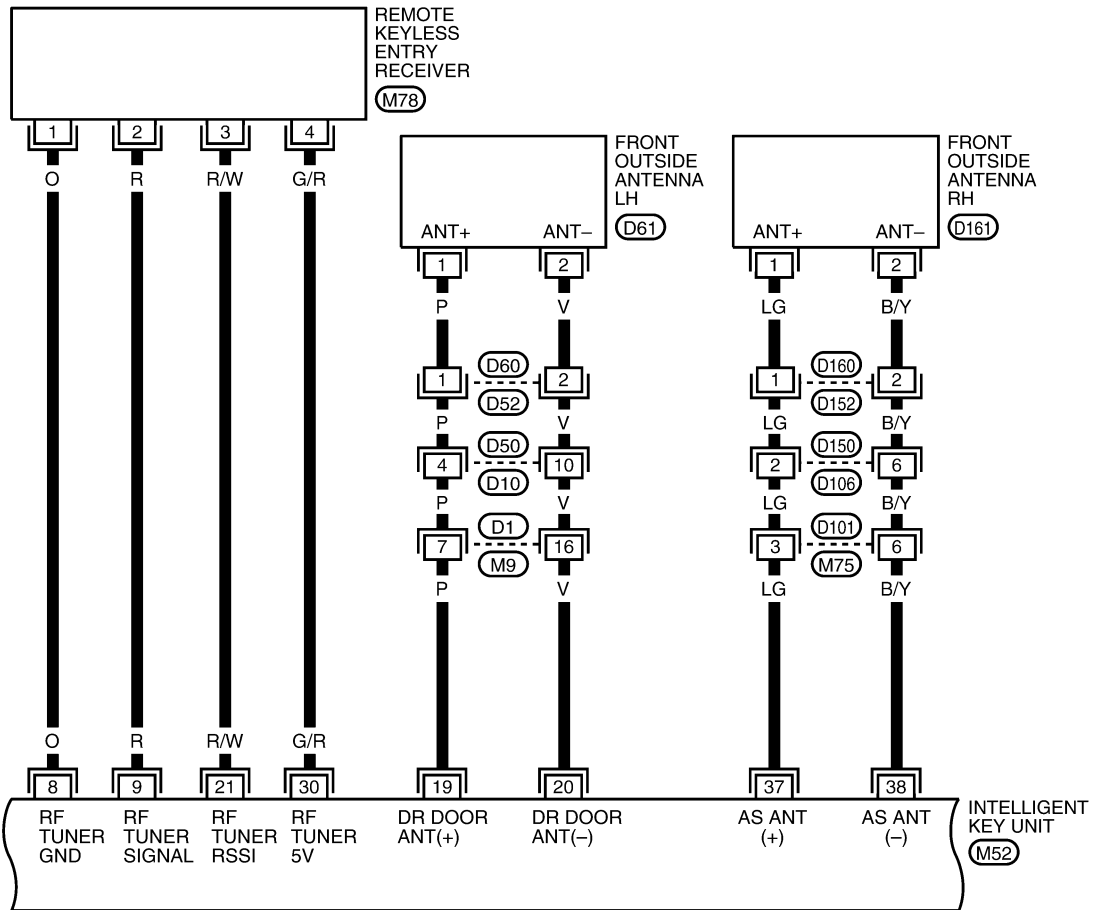 REMOTE
KEYLESS
ENTRY
RECEIVER
M78
1 2 3 4
O R R/W G/R
FRONT
OUTSIDE
ANTENNA
LH
D61
ANT+ ANT–
FRONT
OUTSIDE
ANTENNA
RH
D161
ANT+ ANT–
1 2 1 2
P V LG B/Y
D60 D160
1 2 1 2
D52 D152
P V LG B/Y
D50 D150
4 10 2 6
D10 D106
P V LG B/Y
D1 D101
7 16 3 6
M9 M75
P V LG B/Y
O R R/W G/R
8 9 21 30 19 20 37 38
RF
TUNER
GND
RF
TUNER
SIGNAL
RF
TUNER
RSSI
RF
TUNER
5V
DR DOOR
ANT(+)
DR DOOR
ANT(–)
AS ANT
(+)
AS ANT
(–)
INTELLIGENT
KEY UNIT
M52